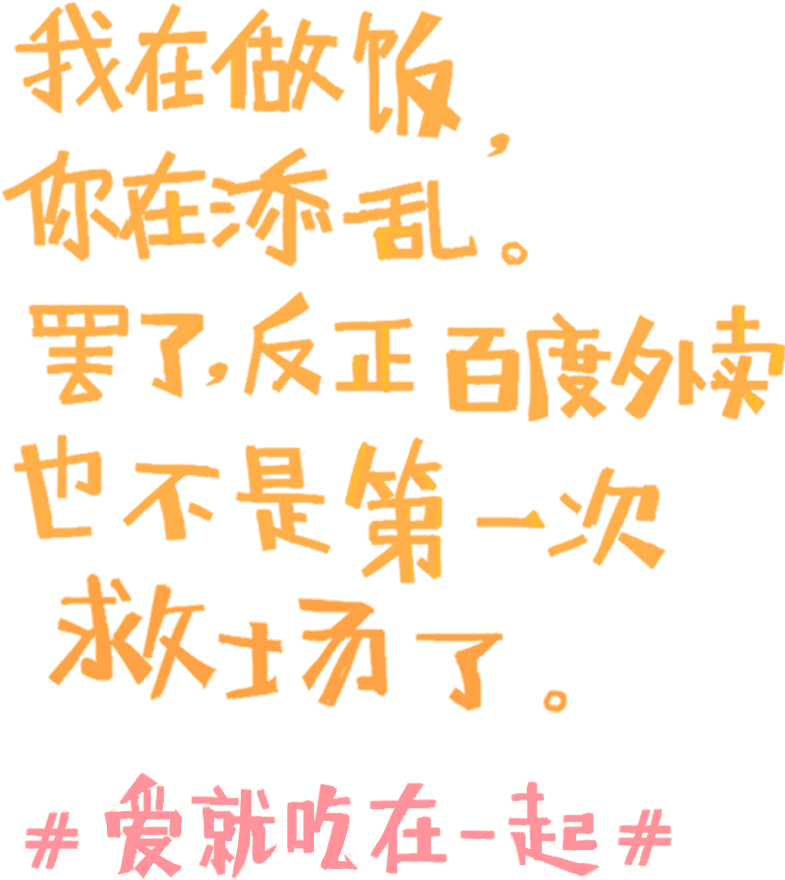 我在做饭，
你在添乱。
罢了，反正百度外卖
也不是第一次
救场了。
#爱就吃在一起#